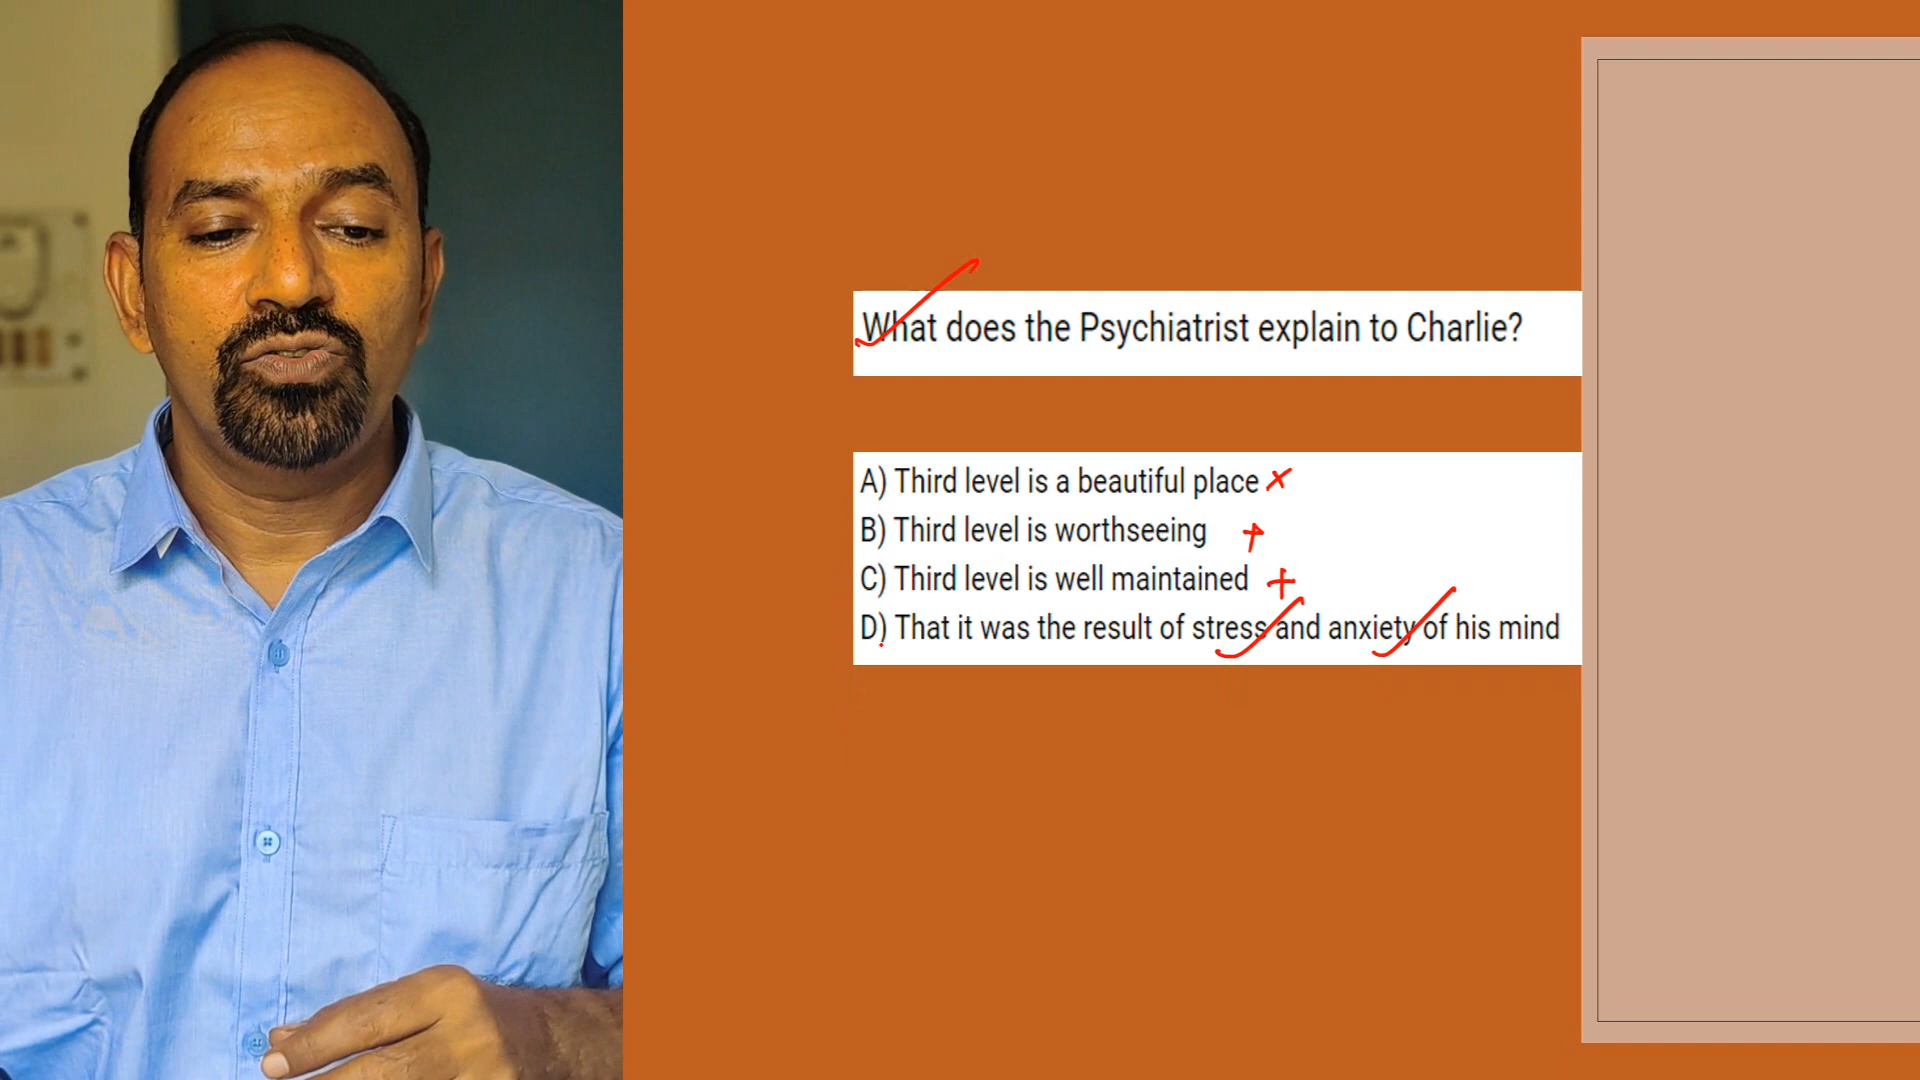 What does the Psychiatrist explain to Charlie?
A) Third level is a beautiful place
B) Third level is worthseeing
C) Third level is well maintained
D) That it was the result of stress and anxiety of his mind